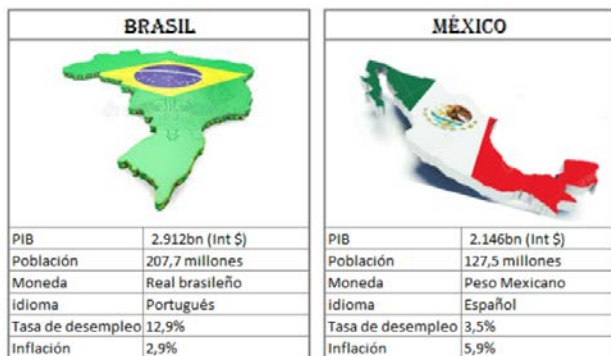 BRASIL
PIB 2.912bn (Int $)
Población 207,7 millones
Moneda Real brasileño
idioma Portugués
Tasa de desempleo 12,9%
Inflación 2,9%
MÉXICO
PIB 2.146bn (Int $)
Población 127,5 millones
Moneda Peso Mexicano
idioma Español
Tasa de desempleo 3,5%
Inflación 5,9%